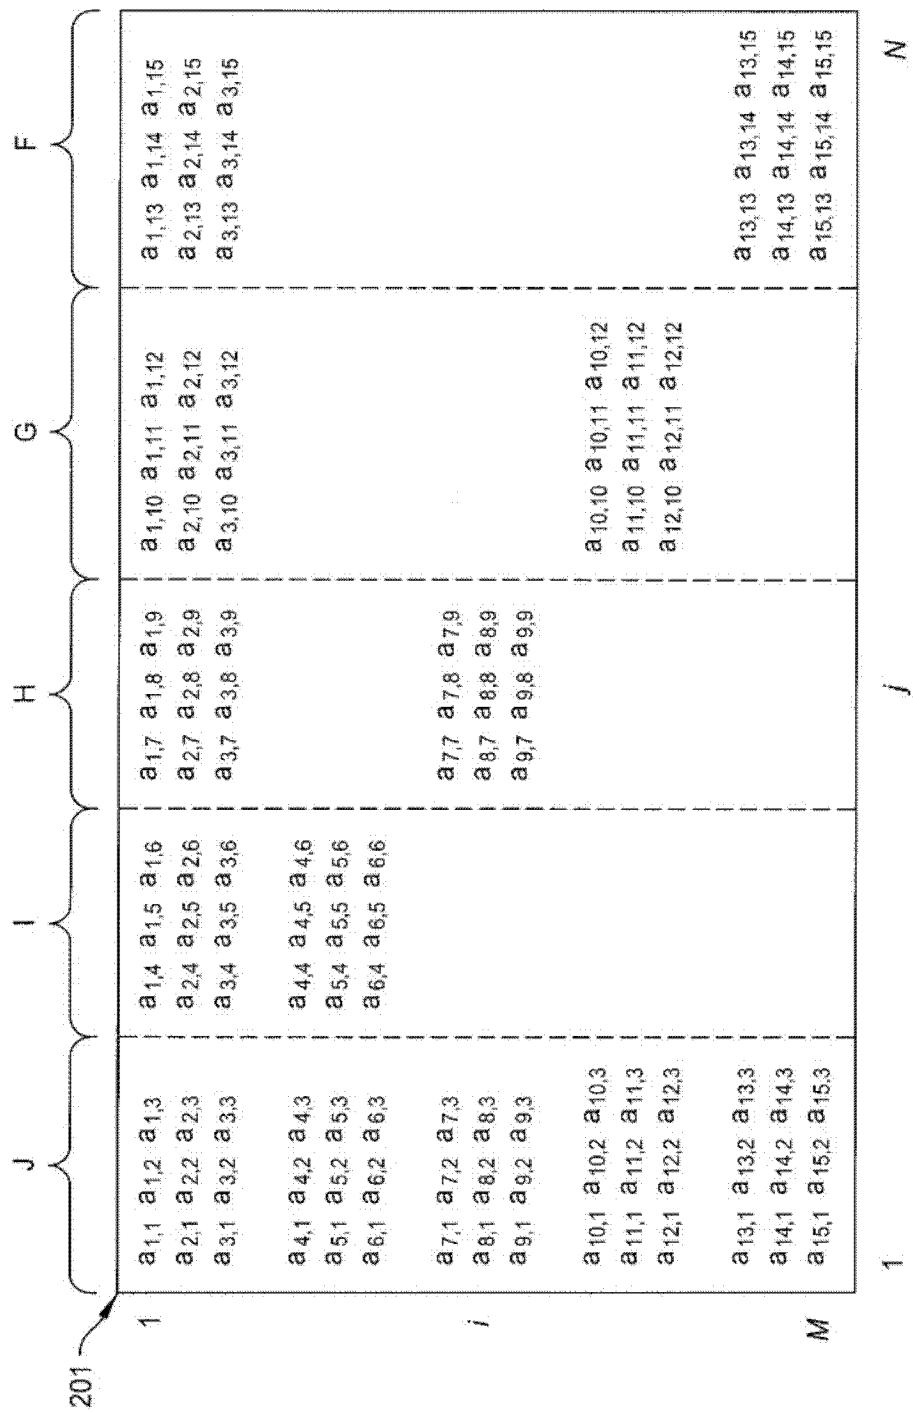 201
J I H G F
1 a1,1 a1,2 a1,3 a1,4 a1,5 a1,6 a1,7 a1,8 a1,9 a1,10 a1,11 a1,12 a1,13 a1,14 a1,15
a2,1 a2,2 a2,3 a2,4 a2,5 a2,6 a2,7 a2,8 a2,9 a2,10 a2,11 a2,12 a2,13 a2,14 a2,15
a3,1 a3,2 a3,3 a3,4 a3,5 a3,6 a3,7 a3,8 a3,9 a3,10 a3,11 a3,12 a3,13 a3,14 a3,15
a4,1 a4,2 a4,3 a4,4 a4,5 a4,6
a5,1 a5,2 a5,3 a5,4 a5,5 a5,6
a6,1 a6,2 a6,3 a6,4 a6,5 a6,6
a7,1 a7,2 a7,3 a7,7 a7,8 a7,9
i a8,1 a8,2 a8,3 a8,7 a8,8 a8,9
a9,1 a9,2 a9,3 a9,7 a9,8 a9,9
a10,1 a10,2 a10,3 a10,10 a10,11 a10,12
a11,1 a11,2 a11,3 a11,10 a11,11 a11,12
a12,1 a12,2 a12,3 a12,10 a12,11 a12,12
a13,1 a13,2 a13,3 a13,13 a13,14 a13,15
a14,1 a14,2 a14,3 a14,13 a14,14 a14,15
M a15,1 a15,2 a15,3 a15,13 a15,14 a15,15
1 j N